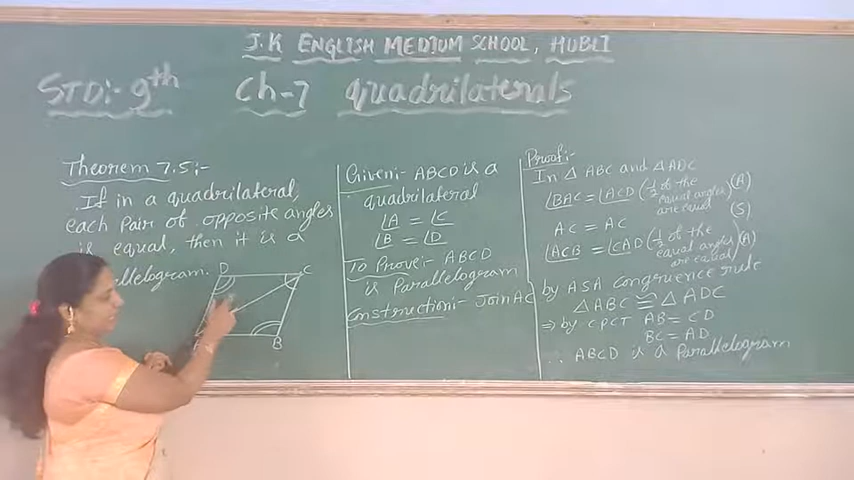 J.K ENGLISH MEDIUM SCHOOL, HUBLI
STD:- 9th Ch-7 quadrilaterals
Theorem 7.5:-
If in a quadrilateral,
each Pair of opposite angles
is equal, then it is a
llelogram.
D C
A B
Given:- ABCD is a
quadrilateral
∠A = ∠C
∠B = ∠D
To Prove:- ABCD
is Parallelogram
Construction:- Join AC
Proof:-
In △ ABC and △ ADC
∠BAC = ∠ACD (1/2 of the equal angles are equal) (A)
AC = AC (S)
∠ACB = ∠CAD (1/2 of the equal angles are equal) (A)
by ASA congruence rule
△ABC ≅ △ADC
⇒ by CPCT AB = CD
BC = AD
∴ ABCD is a Parallelogram